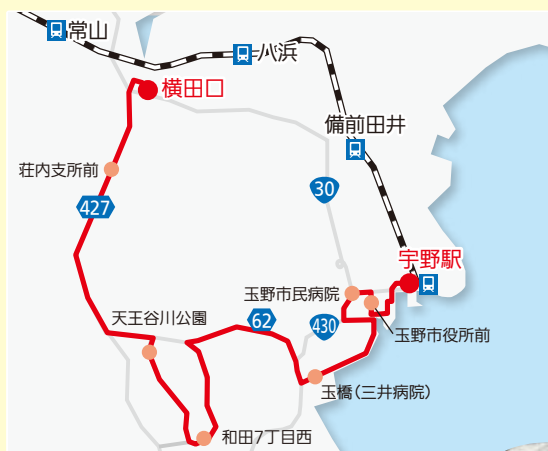 常山
八浜
横田口
備前田井
荘内支所前
427
30
宇野駅
玉野市民病院
天王谷川公園
62
430
玉野市役所前
玉橋(三井病院)
和田7丁目西